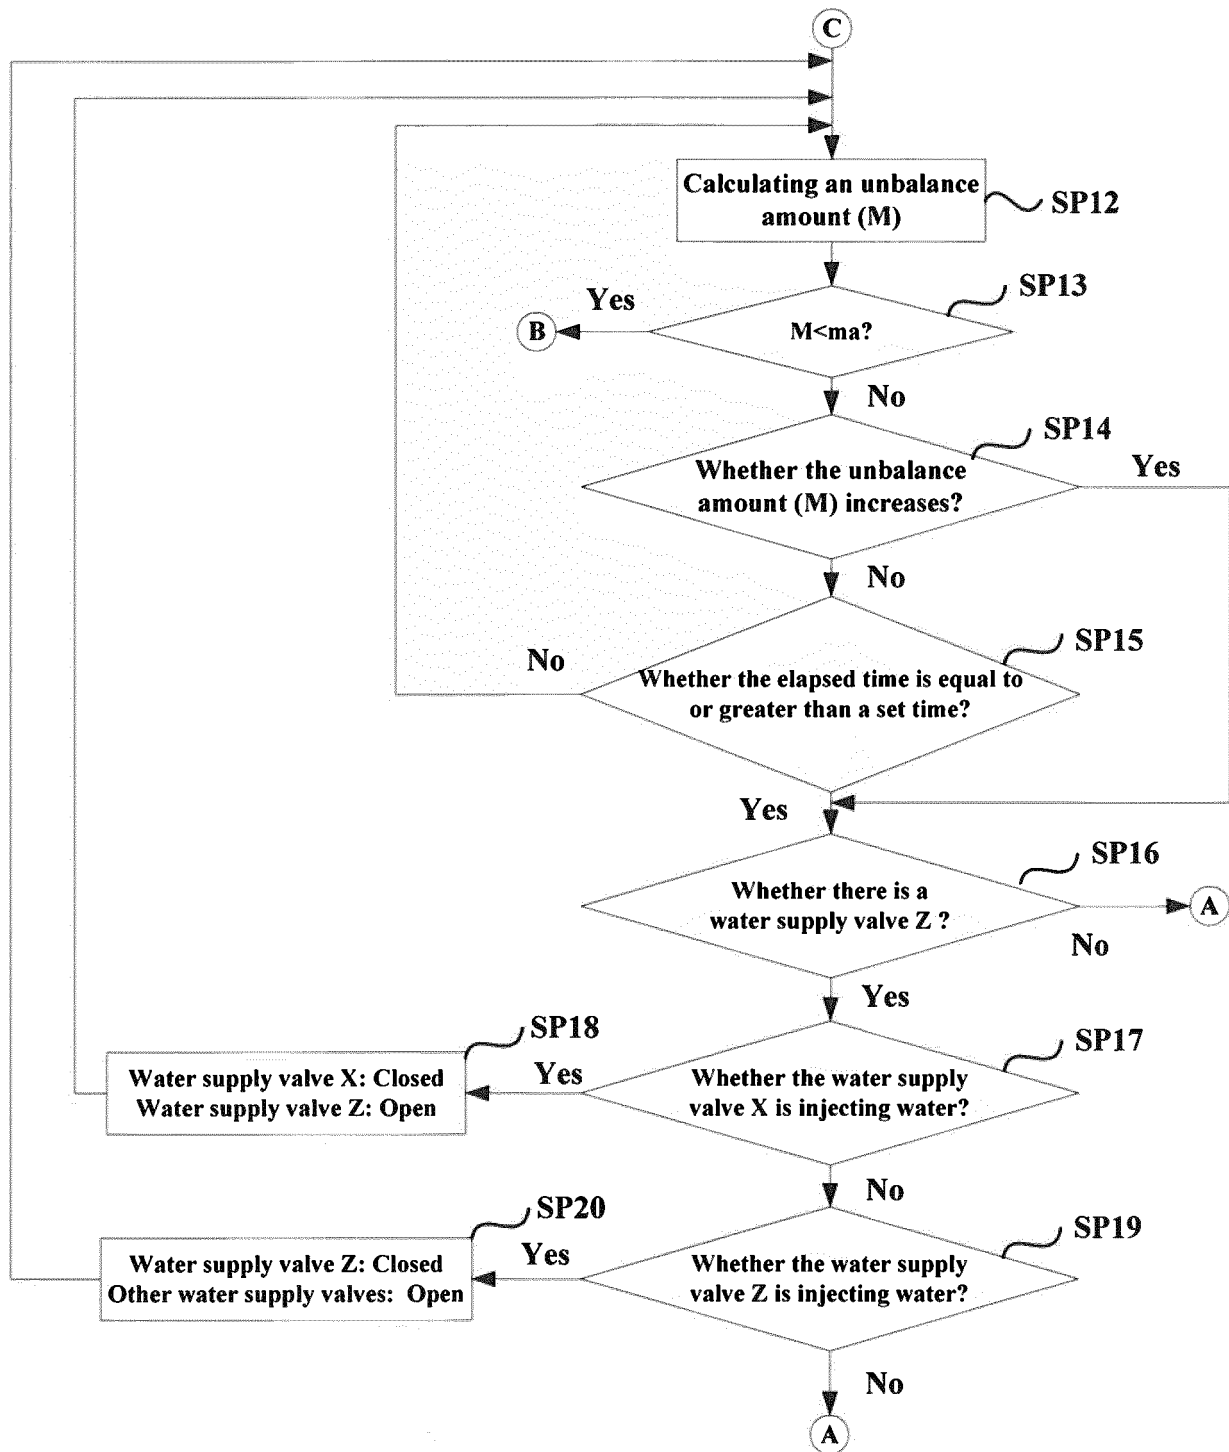 C
Calculating an unbalance
amount (M)
SP12
SP13
Yes
B
M<ma?
No
SP14
Whether the unbalance
amount (M) increases?
Yes
No
SP15
No
Whether the elapsed time is equal to
or greater than a set time?
Yes
SP16
Whether there is a
water supply valve Z ?
A
No
Yes
SP18
SP17
Water supply valve X: Closed
Water supply valve Z: Open
Yes
Whether the water supply
valve X is injecting water?
No
SP20
SP19
Water supply valve Z: Closed
Other water supply valves: Open
Yes
Whether the water supply
valve Z is injecting water?
No
A